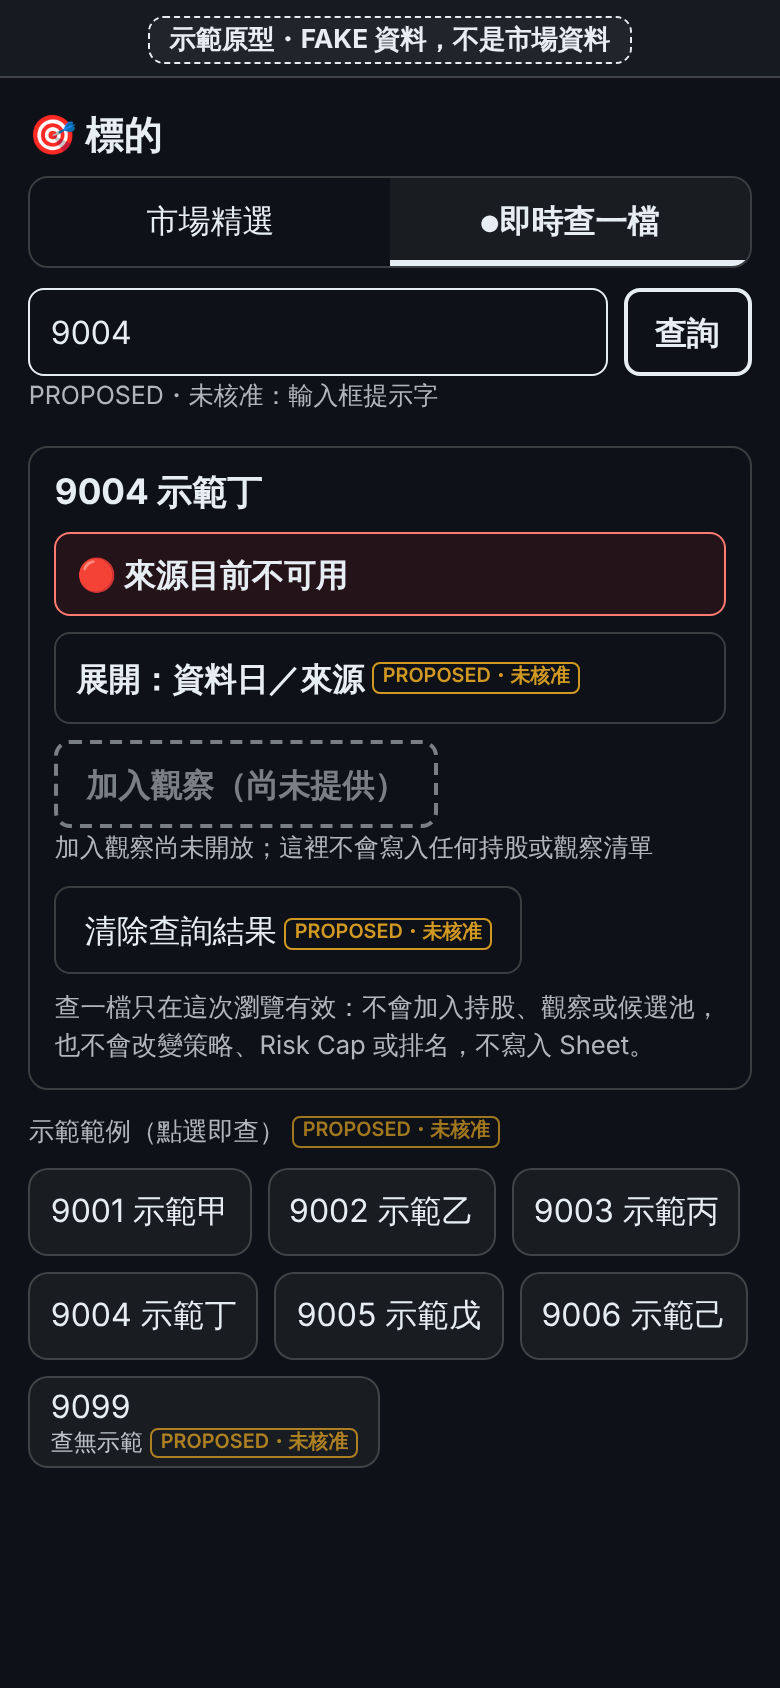 示範原型・FAKE 資料，不是市場資料
🎯 標的
市場精選
●即時查一檔
9004
查詢
PROPOSED・未核准：輸入框提示字
9004 示範丁
🔴 來源目前不可用
展開：資料日／來源 PROPOSED・未核准
加入觀察（尚未提供）
加入觀察尚未開放；這裡不會寫入任何持股或觀察清單
清除查詢結果 PROPOSED・未核准
查一檔只在這次瀏覽有效：不會加入持股、觀察或候選池，
也不會改變策略、Risk Cap 或排名，不寫入 Sheet。
示範範例（點選即查） PROPOSED・未核准
9001 示範甲
9002 示範乙
9003 示範丙
9004 示範丁
9005 示範戊
9006 示範己
9099
查無示範 PROPOSED・未核准